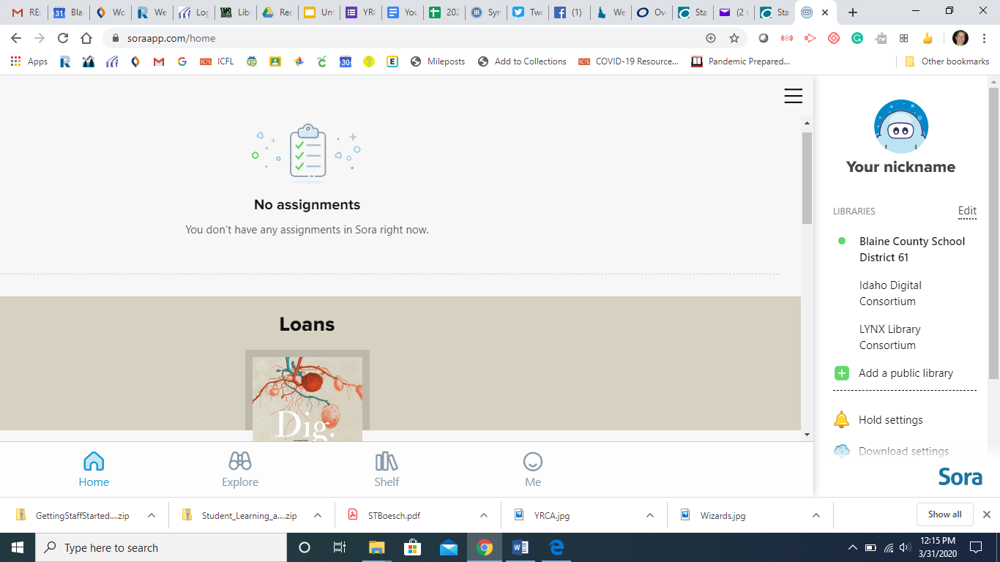 RE:
31
Bla
Wo
We
Log
Lib
Rec
Unt
YRC
You
202
Syn
Twe
(1)
We
Ove
Sta
(2
Sta
soraapp.com/home
Apps
ICFL
30
Mileposts
Add to Collections
COVID-19 Resource...
Pandemic Prepared...
Other bookmarks
No assignments
You don't have any assignments in Sora right now.
Loans
Dig.
Home
Explore
Shelf
Me
Your nickname
LIBRARIES
Edit
Blaine County School
District 61
Idaho Digital
Consortium
LYNX Library
Consortium
Add a public library
Hold settings
Download settings
Sora
GettingStaffStarted....zip
Student_Learning_a....zip
STBoesch.pdf
YRCA.jpg
Wizards.jpg
Show all
Type here to search
12:15 PM
3/31/2020